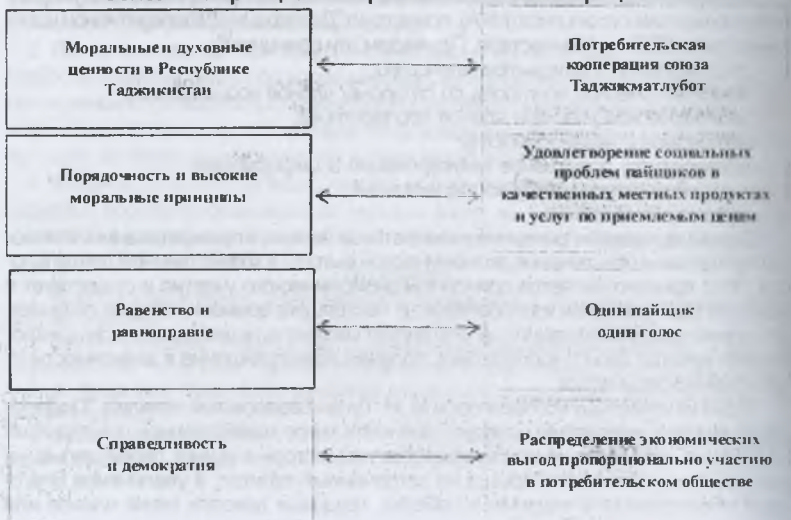 Моральные и духовные
ценности в Республике
Таджикистан
Потребительская
кооперация союза
Таджикматлубот
Порядочность и высокие
моральные принципы
Удовлетворение социальных
проблем пайщиков в
качественных местных продуктах
и услуг по приемлемым ценам
Равенство и
равноправие
Один пайщик
один голос
Справедливость
и демократия
Распределение экономических
выгод пропорционально участию
в потребительском обществе